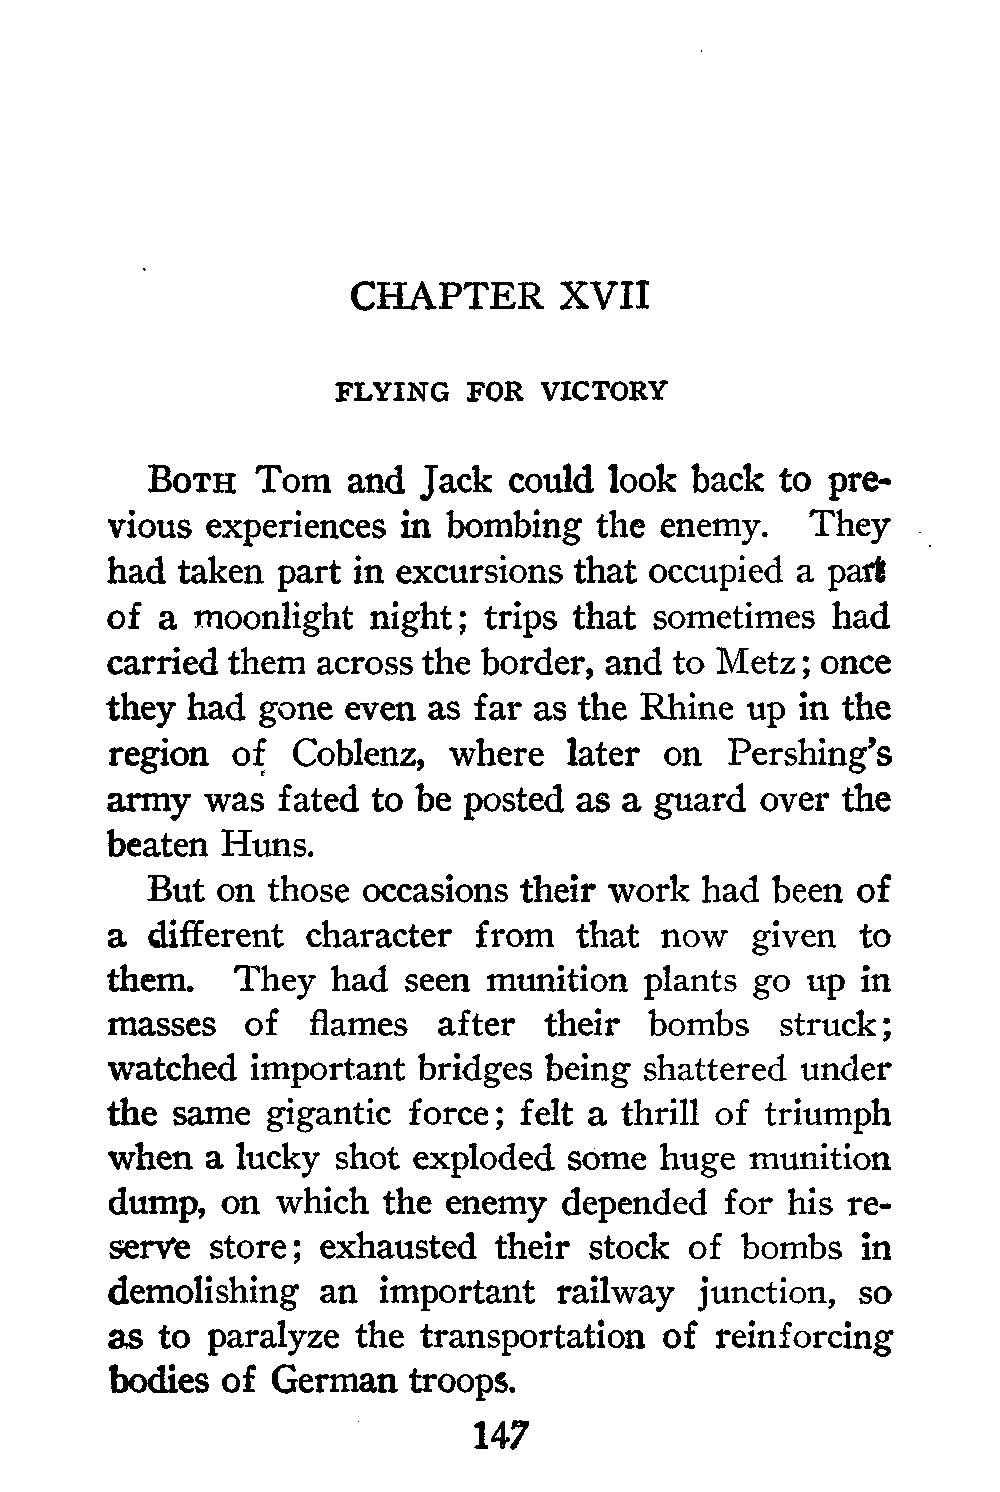 CHAPTER XVII
FLYING FOR VICTORY
BOTH Tom and Jack could look back to pre-
vious experiences in bombing the enemy. They
had taken part in excursions that occupied a part
of a moonlight night; trips that sometimes had
carried them across the border, and to Metz; once
they had gone even as far as the Rhine up in the
region of Coblenz, where later on Pershing's
army was fated to be posted as a guard over the
beaten Huns.
But on those occasions their work had been of
a different character from that now given to
them. They had seen munition plants go up in
masses of flames after their bombs struck;
watched important bridges being shattered under
the same gigantic force; felt a thrill of triumph
when a lucky shot exploded some huge munition
dump, on which the enemy depended for his re-
serve store; exhausted their stock of bombs in
demolishing an important railway junction, so
as to paralyze the transportation of reinforcing
bodies of German troops.
147